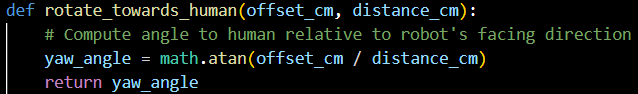 def rotate_towards_human(offset_cm, distance_cm):
    # Compute angle to human relative to robot's facing direction
    yaw_angle = math.atan(offset_cm / distance_cm)
    return yaw_angle